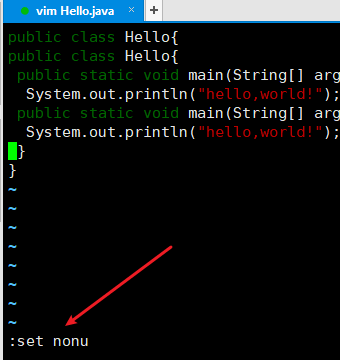 vim Hello.java
public class Hello{
public class Hello{
public static void main(String[] arg
System.out.println("hello,world!");
public static void main(String[] arg
System.out.println("hello,world!");
}
}
~
~
~
~
~
~
~
~
:set nonu